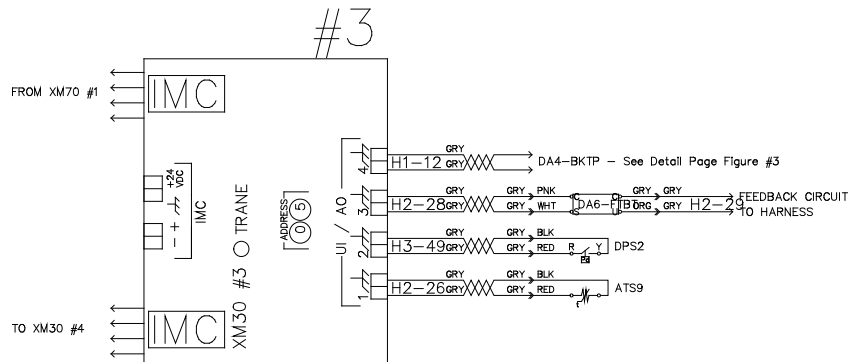 #3
FROM XM70 #1
IMC
+24
VDC
- +
IMC
XM30 #3
TRANE
ADDRESS
0 5
UI / AO
4 H1-12 GRY GRY DA4-BKTP - See Detail Page Figure #3
3 H2-28 GRY GRY PNK GRY GRY FEEDBACK CIRCUIT
GRY GRY WHT ORG GRY H2-29 TO HARNESS
2 H3-49 GRY GRY BLK
GRY GRY RED R Y DPS2
Pd
1 H2-26 GRY GRY BLK
GRY GRY RED ATS9
IMC
TO XM30 #4